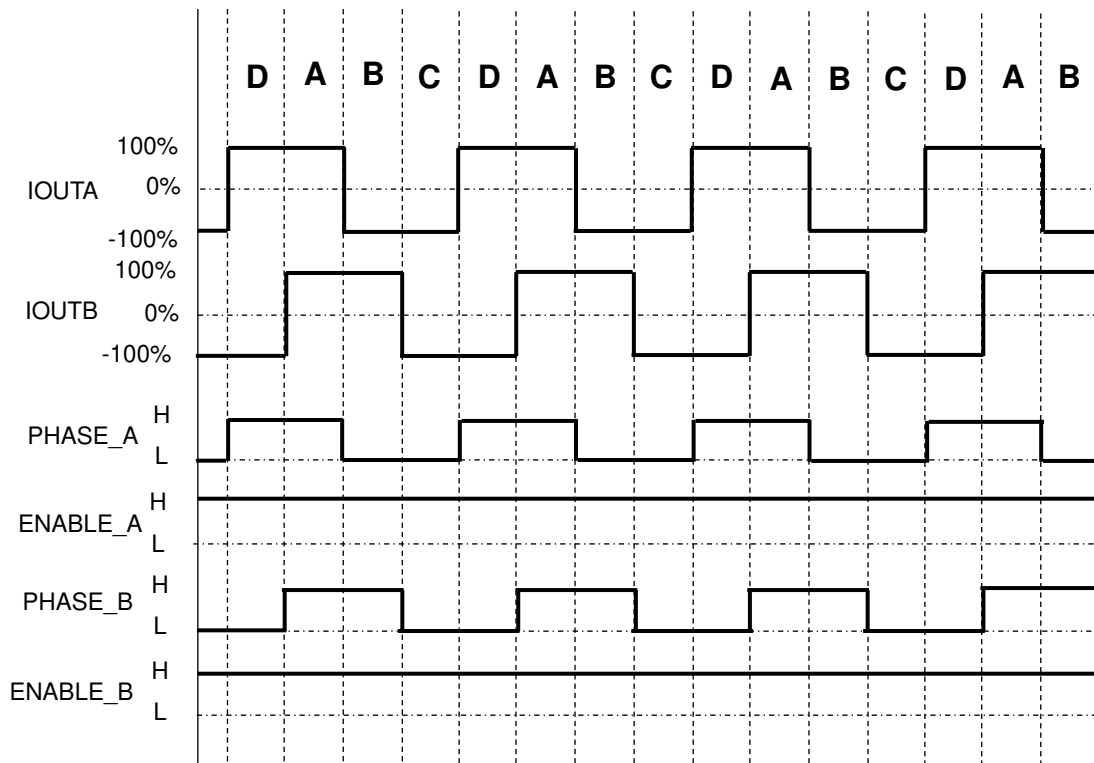 D A B C D A B C D A B C D A B
100%
IOUTA 0%
-100%
100%
IOUTB 0%
-100%
H
PHASE_A
L
H
ENABLE_A
L
H
PHASE_B
L
H
ENABLE_B
L